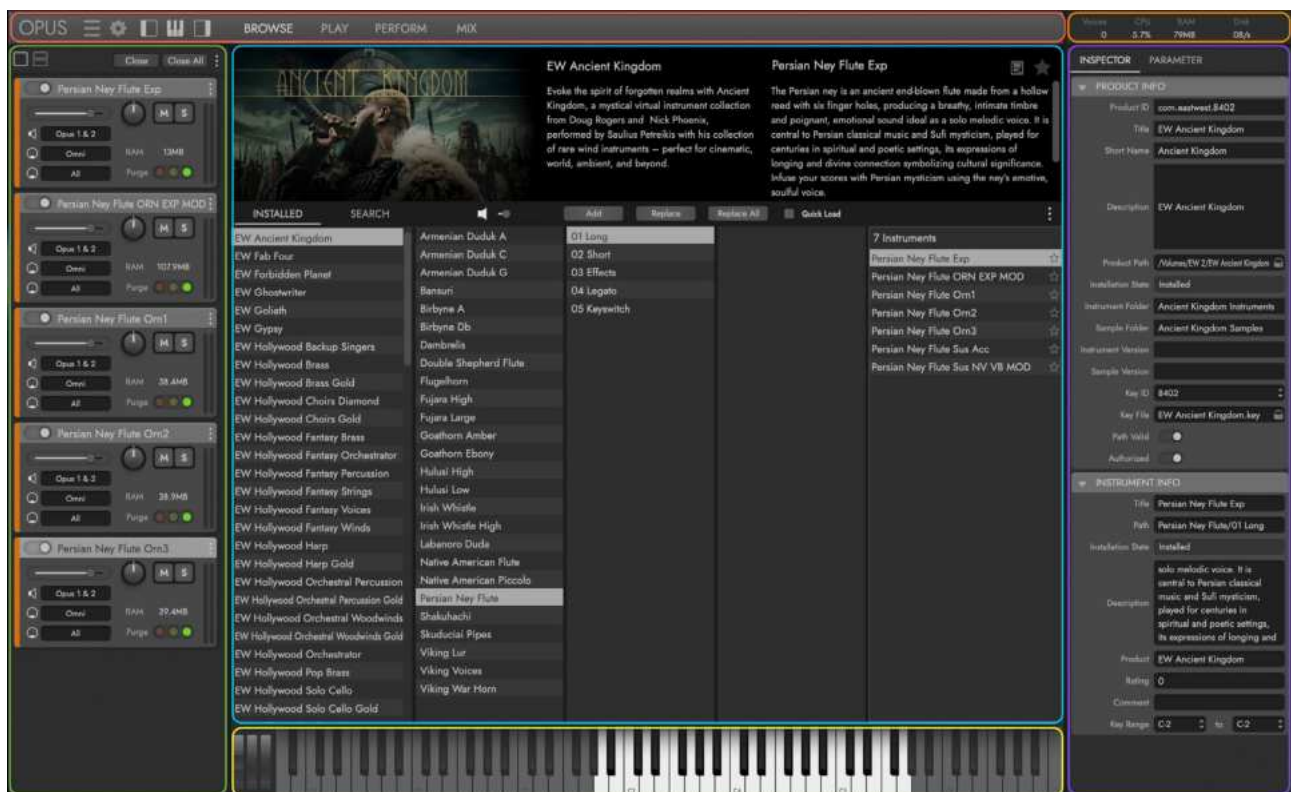 OPUS BROWSE PLAY PERFORM MIX
Voices CPU RAM Disk
0 5.7% 79MB 0B/s
Close Close All
Persian Ney Flute Exp
M S
Opus 1 & 2
Omni RAM 13MB
All Purge
Persian Ney Flute ORN EXP MOD
M S
Opus 1 & 2
Omni RAM 107.9MB
All Purge
Persian Ney Flute Orn1
M S
Opus 1 & 2
Omni RAM 38.4MB
All Purge
Persian Ney Flute Orn2
M S
Opus 1 & 2
Omni RAM 38.9MB
All Purge
Persian Ney Flute Orn3
M S
Opus 1 & 2
Omni RAM 39.4MB
All Purge
ANCIENT KINGDOM
EW Ancient Kingdom
Evoke the spirit of forgotten realms with Ancient
Kingdom, a mystical virtual instrument collection
from Doug Rogers and Nick Phoenix,
performed by Saulius Petreikis with his collection
of rare wind instruments – perfect for cinematic,
world, ambient, and beyond.
Persian Ney Flute Exp
The Persian ney is an ancient end-blown flute made from a hollow
reed with six finger holes, producing a breathy, intimate timbre
and poignant, emotional sound ideal as a solo melodic voice. It is
central to Persian classical music and Sufi mysticism, played for
centuries in spiritual and poetic settings, its expressions of
longing and divine connection symbolizing cultural significance.
Infuse your scores with Persian mysticism using the ney's emotive,
soulful voice.
INSTALLED SEARCH Add Replace Replace All Quick Load
EW Ancient Kingdom
EW Fab Four
EW Forbidden Planet
EW Ghostwriter
EW Goliath
EW Gypsy
EW Hollywood Backup Singers
EW Hollywood Brass
EW Hollywood Brass Gold
EW Hollywood Choirs Diamond
EW Hollywood Choirs Gold
EW Hollywood Fantasy Brass
EW Hollywood Fantasy Orchestrator
EW Hollywood Fantasy Percussion
EW Hollywood Fantasy Strings
EW Hollywood Fantasy Voices
EW Hollywood Fantasy Winds
EW Hollywood Harp
EW Hollywood Harp Gold
EW Hollywood Orchestral Percussion
EW Hollywood Orchestral Percussion Gold
EW Hollywood Orchestral Woodwinds
EW Hollywood Orchestral Woodwinds Gold
EW Hollywood Orchestrator
EW Hollywood Pop Brass
EW Hollywood Solo Cello
EW Hollywood Solo Cello Gold
Armenian Duduk A
Armenian Duduk C
Armenian Duduk G
Bansuri
Birbyne A
Birbyne Db
Dambrelis
Double Shepherd Flute
Flugelhorn
Fujara High
Fujara Large
Goathorn Amber
Goathorn Ebony
Hulusi High
Hulusi Low
Irish Whistle
Irish Whistle High
Labanoro Duda
Native American Flute
Native American Piccolo
Persian Ney Flute
Shakuhachi
Skuduciai Pipes
Viking Lur
Viking Voices
Viking War Horn
01 Long
02 Short
03 Effects
04 Legato
05 Keyswitch
7 Instruments
Persian Ney Flute Exp
Persian Ney Flute ORN EXP MOD
Persian Ney Flute Orn1
Persian Ney Flute Orn2
Persian Ney Flute Orn3
Persian Ney Flute Sus Acc
Persian Ney Flute Sus NV VB MOD
INSPECTOR PARAMETER
PRODUCT INFO
Product ID com.eastwest.8402
Title EW Ancient Kingdom
Short Name Ancient Kingdom
Description EW Ancient Kingdom
Product Path /Volumes/EW 2/EW Ancient Kingdom
Installation State Installed
Instrument Folder Ancient Kingdom Instruments
Sample Folder Ancient Kingdom Samples
Instrument Version
Sample Version
Key ID 8402
Key File EW Ancient Kingdom.key
Path Valid
Authorized
INSTRUMENT INFO
Title Persian Ney Flute Exp
Path Persian Ney Flute/01 Long
Installation State Installed
Description
solo melodic voice. It is
central to Persian classical
music and Sufi mysticism,
played for centuries in
spiritual and poetic settings,
its expressions of longing and
Product EW Ancient Kingdom
Rating 0
Comment
Key Range C-2 to C-2